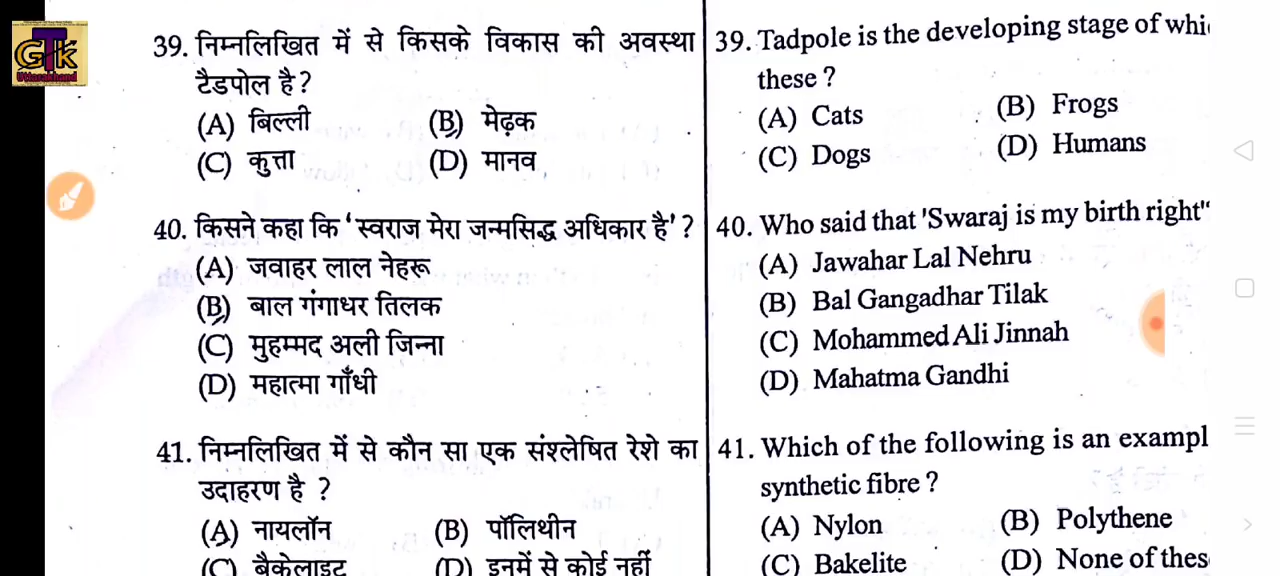 GTK
Uttarakhand
39. निम्नलिखित में से किसके विकास की अवस्था
टैडपोल है?
(A) बिल्ली (B) मेढ़क
(C) कुत्ता (D) मानव
40. किसने कहा कि 'स्वराज मेरा जन्मसिद्ध अधिकार है' ?
(A) जवाहर लाल नेहरू
(B) बाल गंगाधर तिलक
(C) मुहम्मद अली जिन्ना
(D) महात्मा गाँधी
41. निम्नलिखित में से कौन सा एक संश्लेषित रेशे का
उदाहरण है ?
(A) नायलॉन (B) पॉलिथीन
(C) बैकेलाइट (D) इनमें से कोई नहीं
39. Tadpole is the developing stage of whi
these ?
(A) Cats (B) Frogs
(C) Dogs (D) Humans
40. Who said that 'Swaraj is my birth right"
(A) Jawahar Lal Nehru
(B) Bal Gangadhar Tilak
(C) Mohammed Ali Jinnah
(D) Mahatma Gandhi
41. Which of the following is an exampl
synthetic fibre ?
(A) Nylon (B) Polythene
(C) Bakelite (D) None of thes